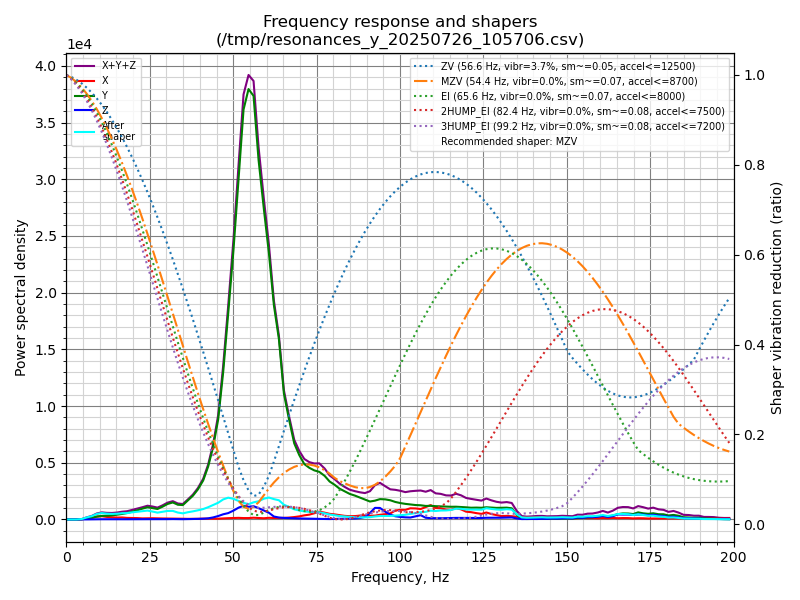 Frequency response and shapers
(/tmp/resonances_y_20250726_105706.csv)
1e4
X+Y+Z
X
Y
Z
After
shaper
ZV (56.6 Hz, vibr=3.7%, sm~=0.05, accel<=12500)
MZV (54.4 Hz, vibr=0.0%, sm~=0.07, accel<=8700)
EI (65.6 Hz, vibr=0.0%, sm~=0.07, accel<=8000)
2HUMP_EI (82.4 Hz, vibr=0.0%, sm~=0.08, accel<=7500)
3HUMP_EI (99.2 Hz, vibr=0.0%, sm~=0.08, accel<=7200)
Recommended shaper: MZV
Power spectral density
4.0
3.5
3.0
2.5
2.0
1.5
1.0
0.5
0.0
1.0
0.8
0.6
0.4
0.2
0.0
Shaper vibration reduction (ratio)
0 25 50 75 100 125 150 175 200
Frequency, Hz